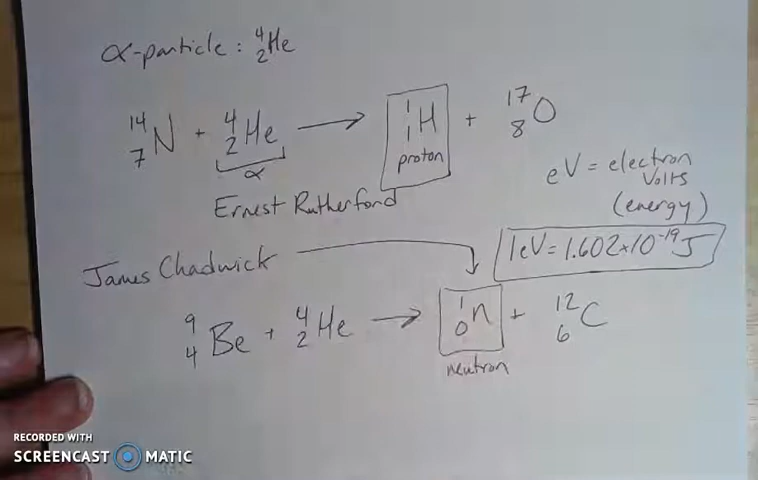 α-particle: ⁴₂He
¹⁴₇N + ⁴₂He → ¹₁H + ¹⁷₈O
α
proton
eV = electron
Volts
(energy)
Ernest Rutherford
1eV = 1.602×10⁻¹⁹J
James Chadwick
⁹₄Be + ⁴₂He → ¹₀n + ¹²₆C
neutron
RECORDED WITH
SCREENCAST MATIC